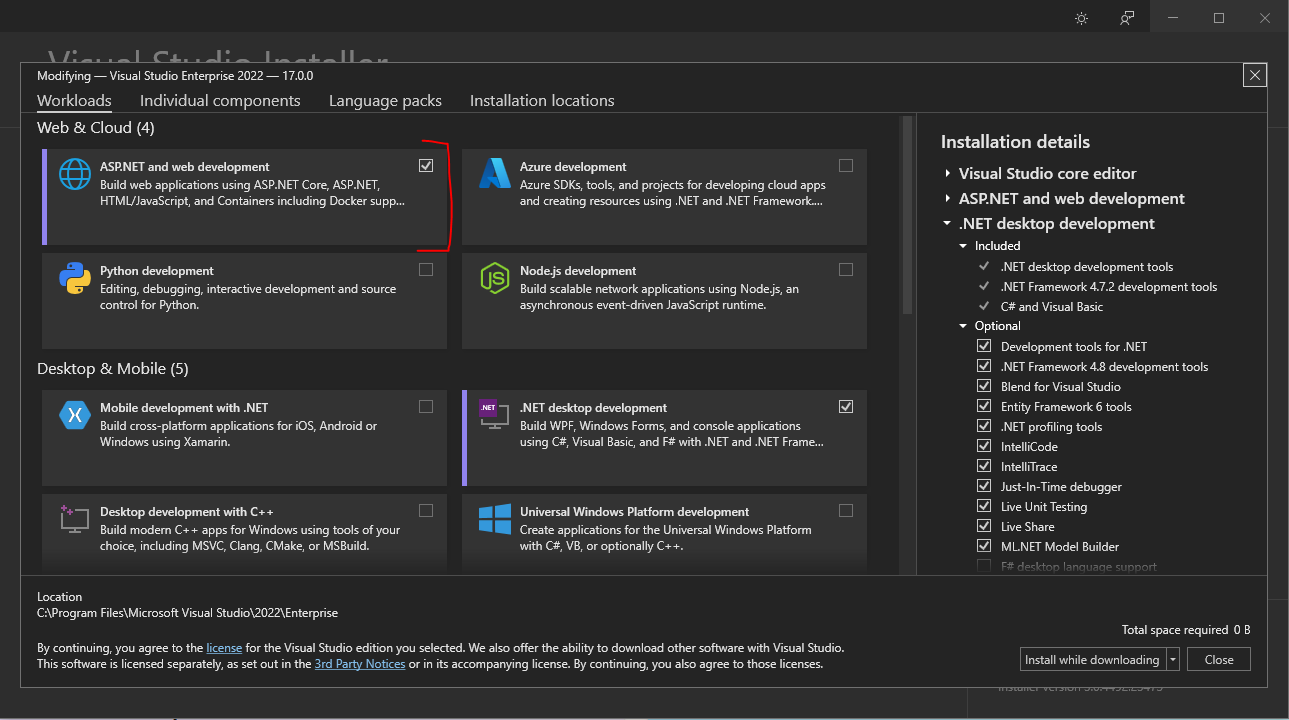 Visual Studio Installer
Modifying — Visual Studio Enterprise 2022 — 17.0.0
Workloads
Individual components
Language packs
Installation locations
Web & Cloud (4)
ASP.NET and web development
Build web applications using ASP.NET Core, ASP.NET,
HTML/JavaScript, and Containers including Docker supp...
Azure development
Azure SDKs, tools, and projects for developing cloud apps
and creating resources using .NET and .NET Framework....
Python development
Editing, debugging, interactive development and source
control for Python.
JS
Node.js development
Build scalable network applications using Node.js, an
asynchronous event-driven JavaScript runtime.
Desktop & Mobile (5)
Mobile development with .NET
Build cross-platform applications for iOS, Android or
Windows using Xamarin.
.NET
.NET desktop development
Build WPF, Windows Forms, and console applications
using C#, Visual Basic, and F# with .NET and .NET Frame...
Desktop development with C++
Build modern C++ apps for Windows using tools of your
choice, including MSVC, Clang, CMake, or MSBuild.
Universal Windows Platform development
Create applications for the Universal Windows Platform
with C#, VB, or optionally C++.
Installation details
Visual Studio core editor
ASP.NET and web development
.NET desktop development
Included
.NET desktop development tools
.NET Framework 4.7.2 development tools
C# and Visual Basic
Optional
Development tools for .NET
.NET Framework 4.8 development tools
Blend for Visual Studio
Entity Framework 6 tools
.NET profiling tools
IntelliCode
IntelliTrace
Just-In-Time debugger
Live Unit Testing
Live Share
ML.NET Model Builder
F# desktop language support
Location
C:\Program Files\Microsoft Visual Studio\2022\Enterprise
By continuing, you agree to the license for the Visual Studio edition you selected. We also offer the ability to download other software with Visual Studio.
This software is licensed separately, as set out in the 3rd Party Notices or in its accompanying license. By continuing, you also agree to those licenses.
Total space required 0 B
Install while downloading
Close
Installer version